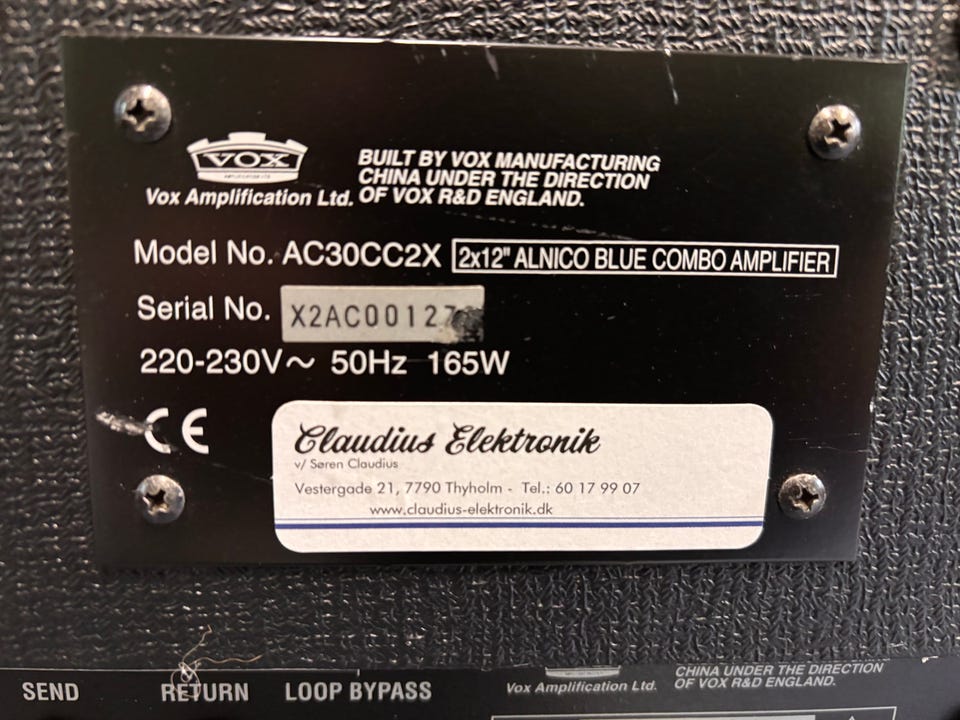 VOX
Vox Amplification Ltd.
BUILT BY VOX MANUFACTURING
CHINA UNDER THE DIRECTION
OF VOX R&D ENGLAND.
Model No. AC30CC2X 2x12" ALNICO BLUE COMBO AMPLIFIER
Serial No.
220-230V~ 50Hz 165W
CE
Claudius Elektronik
v/ Søren Claudius
Vestergade 21, 7790 Thyholm - Tel.: 60 17 99 07
www.claudius-elektronik.dk
SEND RETURN LOOP BYPASS
Vox Amplification Ltd.
CHINA UNDER THE DIRECTION
OF VOX R&D ENGLAND.